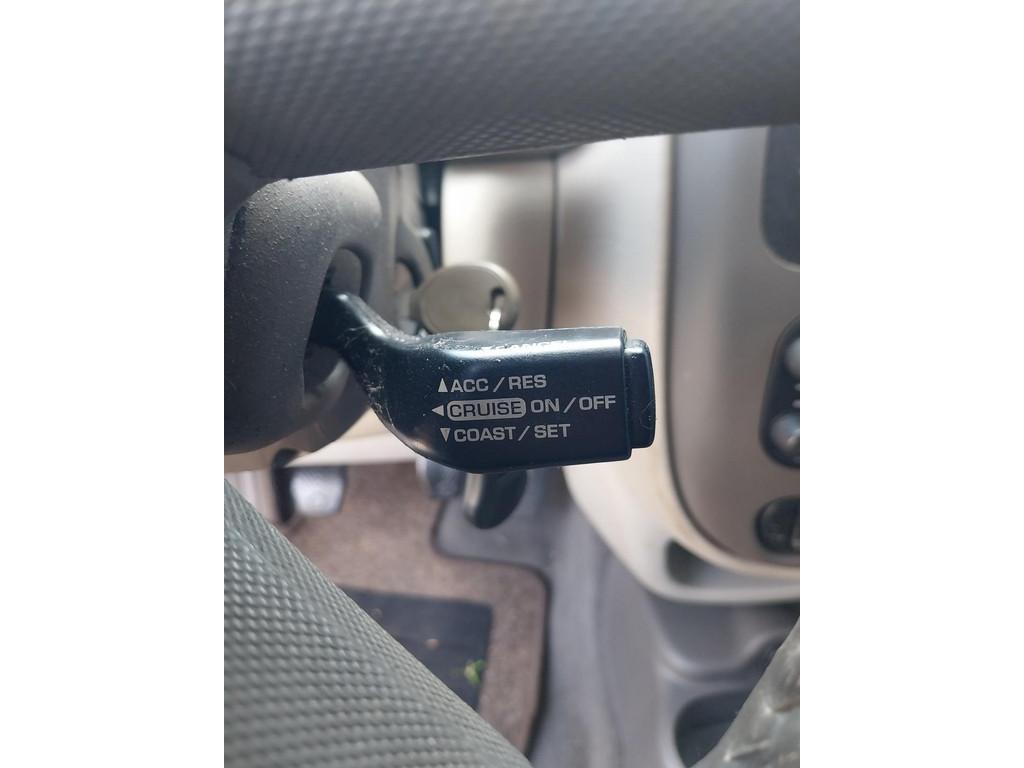 ▲ACC / RES
◄CRUISE ON / OFF
▼COAST / SET